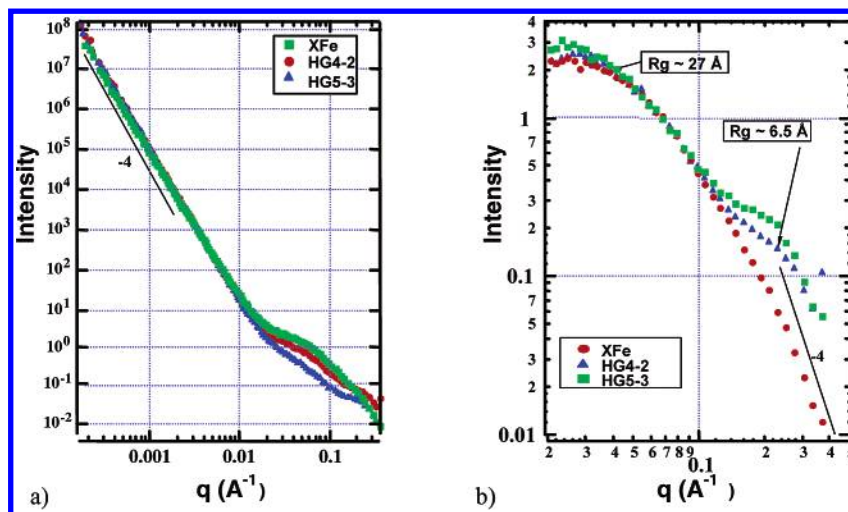 10^8
10^7
10^6
10^5
10^4
10^3
10^2
10^1
10^0
10^-1
10^-2
Intensity
XFe
HG4-2
HG5-3
-4
0.001 0.01 0.1
q (A^-1)
a)
4
3
2
1
5
4
3
2
0.1
5
4
3
2
0.01
Intensity
Rg ~ 27 Å
Rg ~ 6.5 Å
XFe
HG4-2
HG5-3
-4
2 3 4 5 6 7 8 9 0.1 2 3 4
q (A^-1)
b)